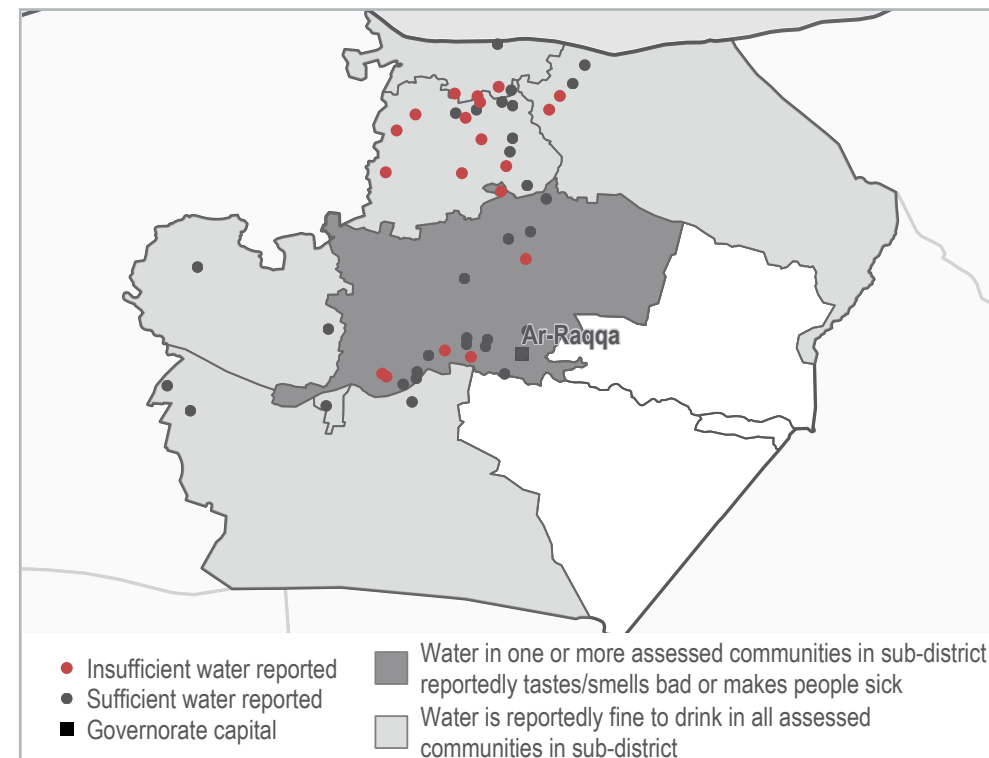 Ar-Raqqa
Insufficient water reported
Sufficient water reported
Governorate capital
Water in one or more assessed communities in sub-district
reportedly tastes/smells bad or makes people sick
Water is reportedly fine to drink in all assessed
communities in sub-district